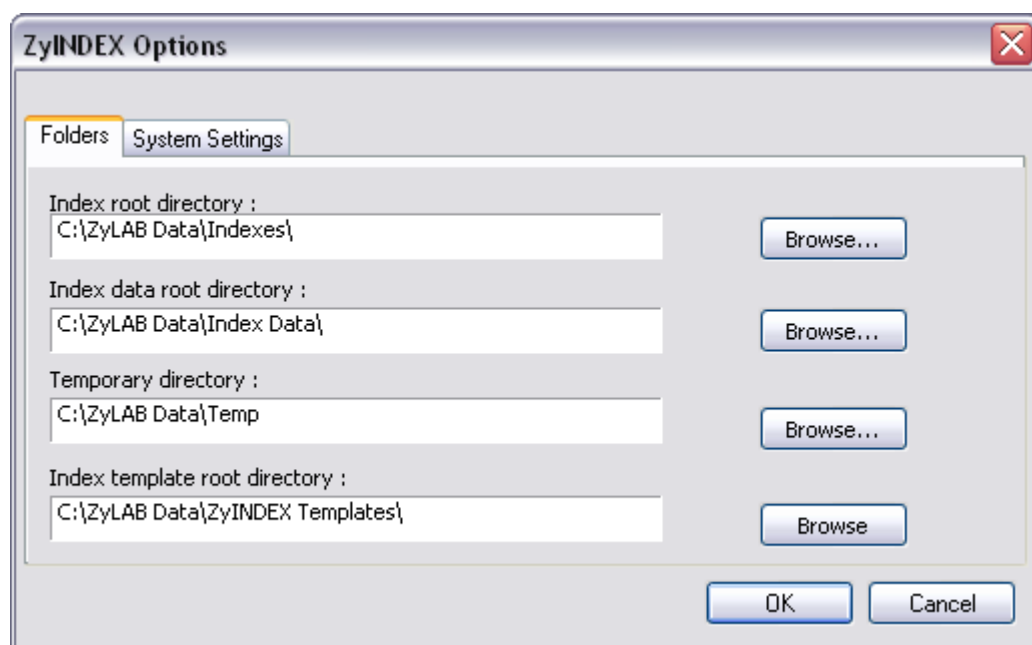 ZyINDEX Options
Folders
System Settings
Index root directory :
C:\ZyLAB Data\Indexes\
Browse...
Index data root directory :
C:\ZyLAB Data\Index Data\
Browse...
Temporary directory :
C:\ZyLAB Data\Temp
Browse...
Index template root directory :
C:\ZyLAB Data\ZyINDEX Templates\
Browse
OK
Cancel